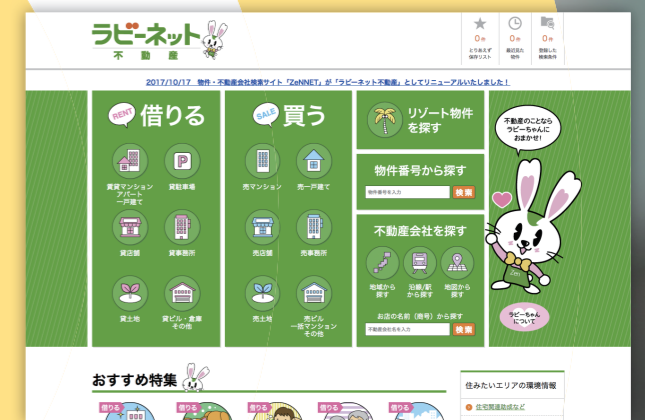 ラビーネット
不動産
0件
とりあえず
保存リスト
0件
最近見た
物件
0件
登録した
検索条件
2017/10/17 物件・不動産会社検索サイト「ZeNNET」が「ラビーネット不動産」としてリニューアルいたしました！
RENT
借りる
賃貸マンション
アパート
一戸建て
P
貸駐車場
貸店舗
貸事務所
貸土地
貸ビル・倉庫
その他
SALE
買う
売マンション
売一戸建て
売店舗
売事務所
売土地
売ビル
一括マンション
その他
リゾート物件
を探す
物件番号から探す
物件番号を入力
検索
不動産会社を探す
地域から
探す
沿線/駅
から探す
地図から
探す
お店の名前（商号）から探す
不動産会社名を入力
検索
不動産のことなら
ラビーちゃんに
おまかせ!
Zen
ラビーちゃん
について
おすすめ特集
借りる
借りる
借りる
借りる
借りる
住みたいエリアの環境情報
住宅関連助成など